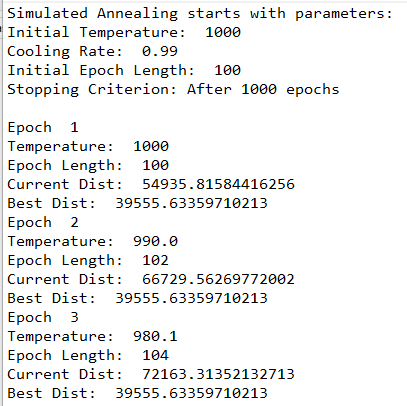 Simulated Annealing starts with parameters:
Initial Temperature:  1000
Cooling Rate:  0.99
Initial Epoch Length:  100
Stopping Criterion: After 1000 epochs

Epoch  1
Temperature:  1000
Epoch Length:  100
Current Dist:  54935.81584416256
Best Dist:  39555.63359710213
Epoch  2
Temperature:  990.0
Epoch Length:  102
Current Dist:  66729.56269772002
Best Dist:  39555.63359710213
Epoch  3
Temperature:  980.1
Epoch Length:  104
Current Dist:  72163.31352132713
Best Dist:  39555.63359710213